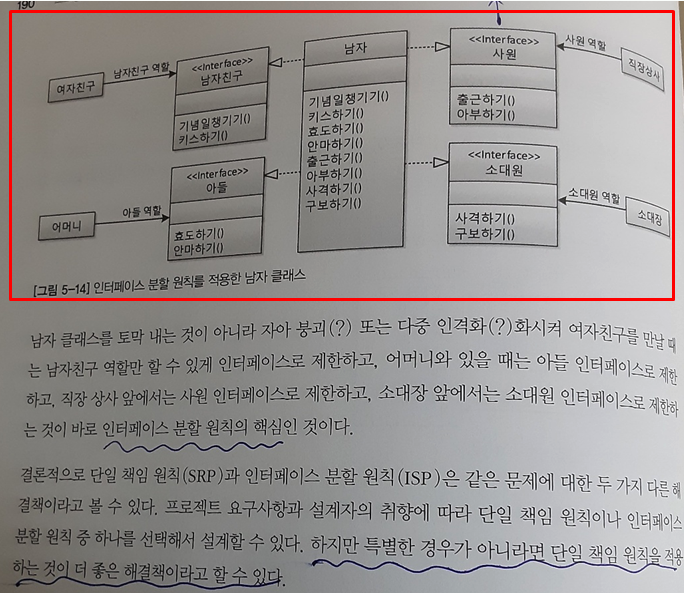 190
<<Interface>>
남자친구
기념일챙기기()
키스하기()
여자친구
남자친구 역할
남자
기념일챙기기()
키스하기()
효도하기()
안마하기()
출근하기()
아부하기()
사격하기()
구보하기()
<<Interface>>
사원
출근하기()
아부하기()
사원 역할
직장상사
<<Interface>>
아들
효도하기()
안마하기()
어머니
아들 역할
<<Interface>>
소대원
사격하기()
구보하기()
소대원 역할
소대장
[그림 5-14] 인터페이스 분할 원칙를 적용한 남자 클래스
남자 클래스를 토막 내는 것이 아니라 자아 붕괴(?) 또는 다중 인격화(?)화시켜 여자친구를 만날 때
는 남자친구 역할만 할 수 있게 인터페이스로 제한하고, 어머니와 있을 때는 아들 인터페이스로 제한
하고, 직장 상사 앞에서는 사원 인터페이스로 제한하고, 소대장 앞에서는 소대원 인터페이스로 제한하
는 것이 바로 인터페이스 분할 원칙의 핵심인 것이다.
결론적으로 단일 책임 원칙(SRP)과 인터페이스 분할 원칙(ISP)은 같은 문제에 대한 두 가지 다른 해
결책이라고 볼 수 있다. 프로젝트 요구사항과 설계자의 취향에 따라 단일 책임 원칙이나 인터페이스
분할 원칙 중 하나를 선택해서 설계할 수 있다. 하지만 특별한 경우가 아니라면 단일 책임 원칙을 적용
하는 것이 더 좋은 해결책이라고 할 수 있다.